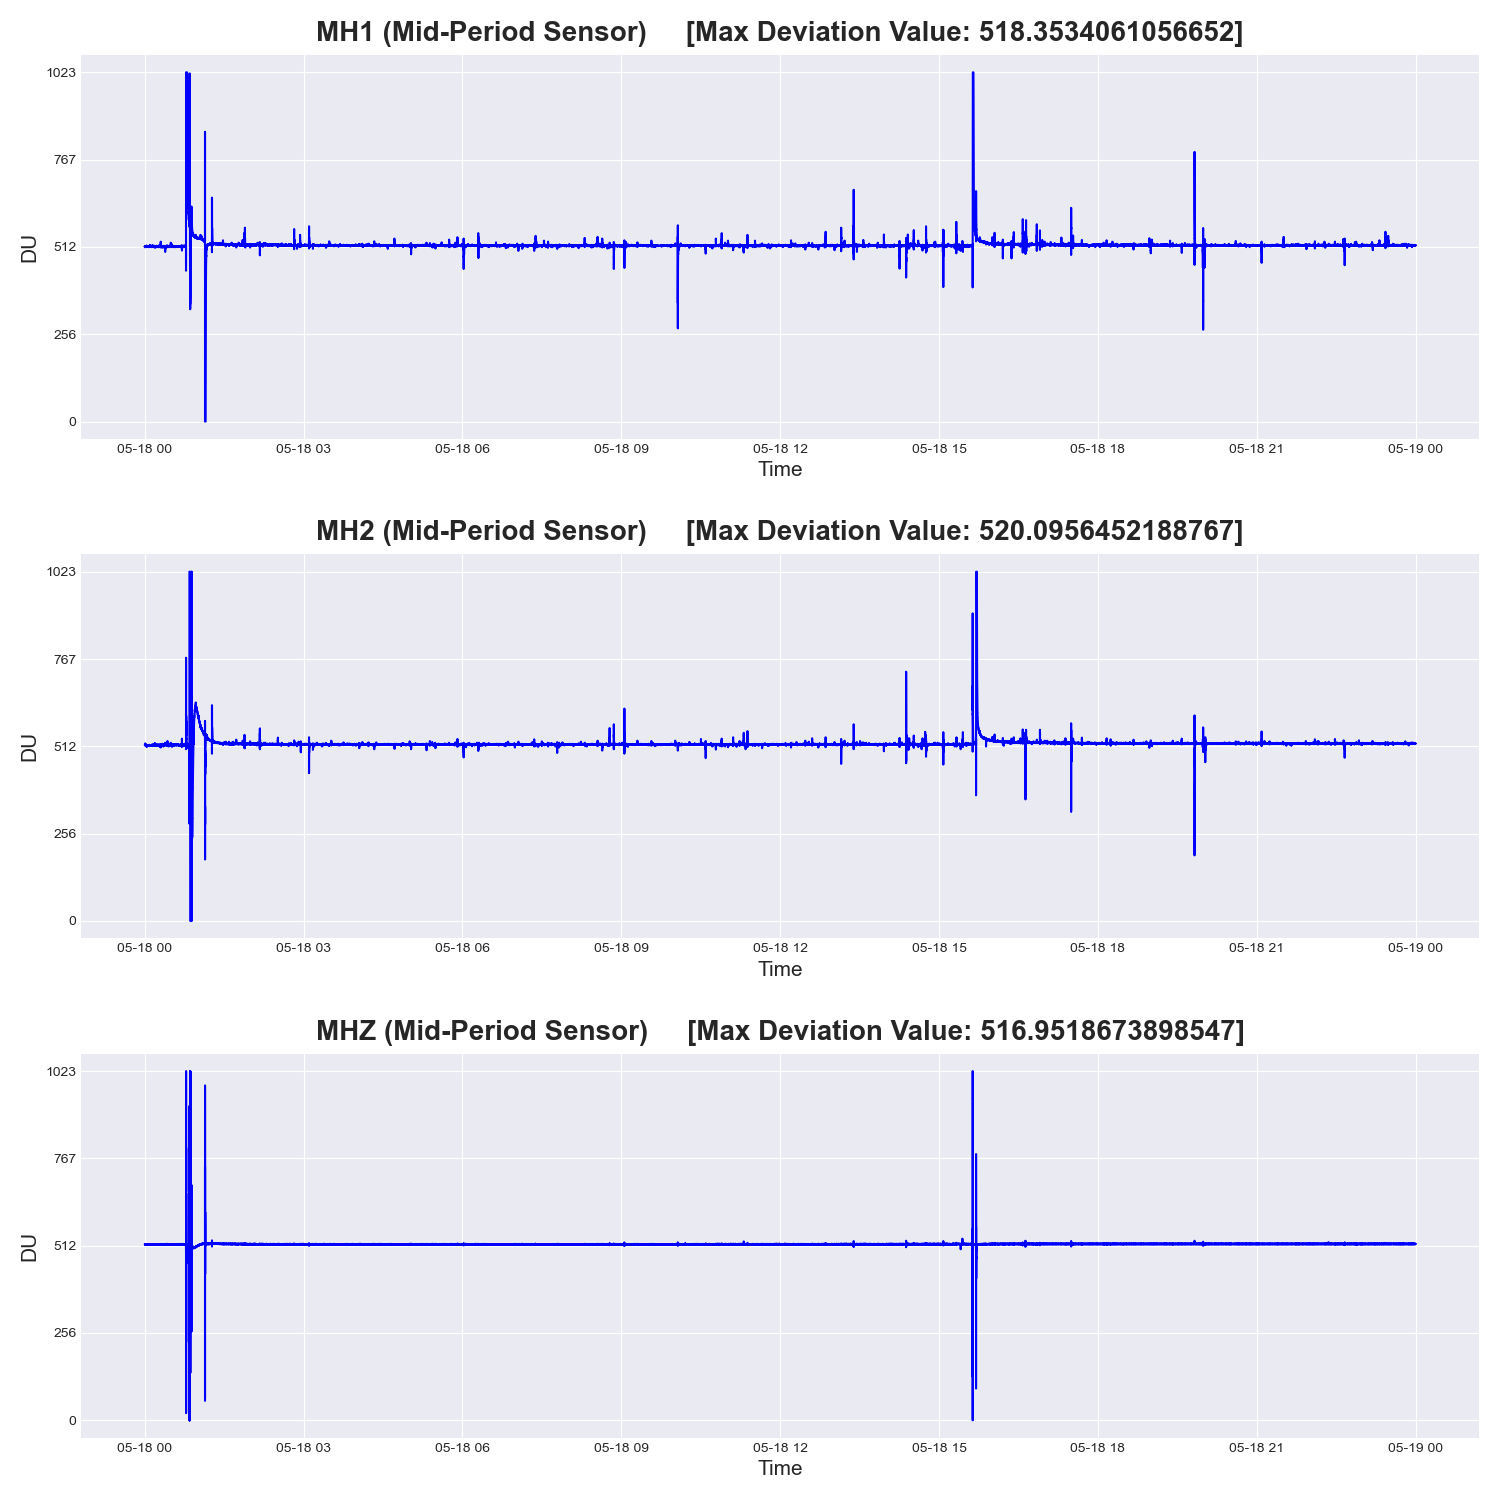 MH1 (Mid-Period Sensor) [Max Deviation Value: 518.3534061056652]
1023
767
512
256
0
DU
05-18 00 05-18 03 05-18 06 05-18 09 05-18 12 05-18 15 05-18 18 05-18 21 05-19 00
Time
MH2 (Mid-Period Sensor) [Max Deviation Value: 520.0956452188767]
1023
767
512
256
0
DU
05-18 00 05-18 03 05-18 06 05-18 09 05-18 12 05-18 15 05-18 18 05-18 21 05-19 00
Time
MHZ (Mid-Period Sensor) [Max Deviation Value: 516.9518673898547]
1023
767
512
256
0
DU
05-18 00 05-18 03 05-18 06 05-18 09 05-18 12 05-18 15 05-18 18 05-18 21 05-19 00
Time